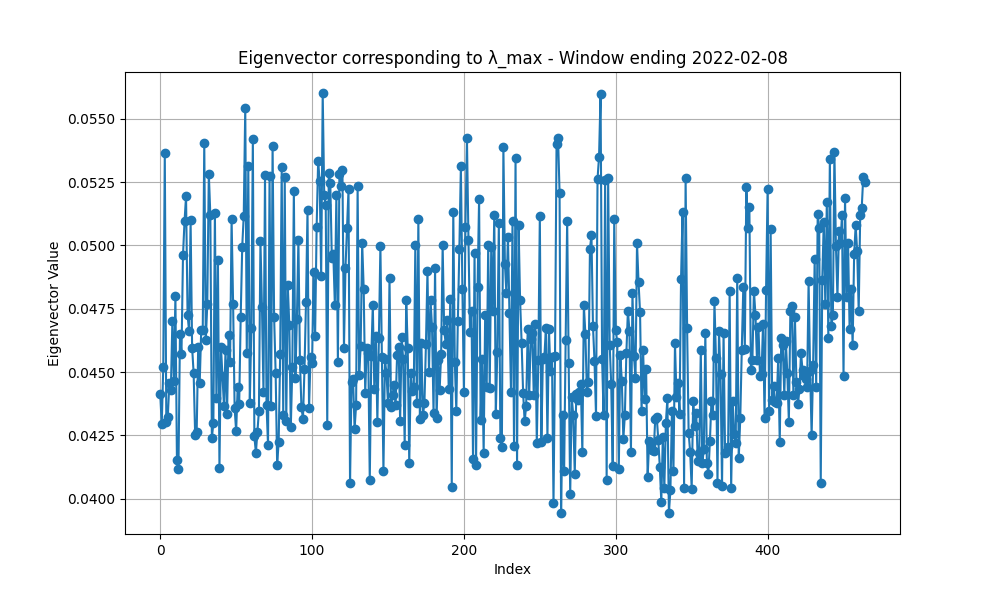 Eigenvector corresponding to λ_max - Window ending 2022-02-08
Eigenvector Value
0.0550
0.0525
0.0500
0.0475
0.0450
0.0425
0.0400
0 100 200 300 400
Index